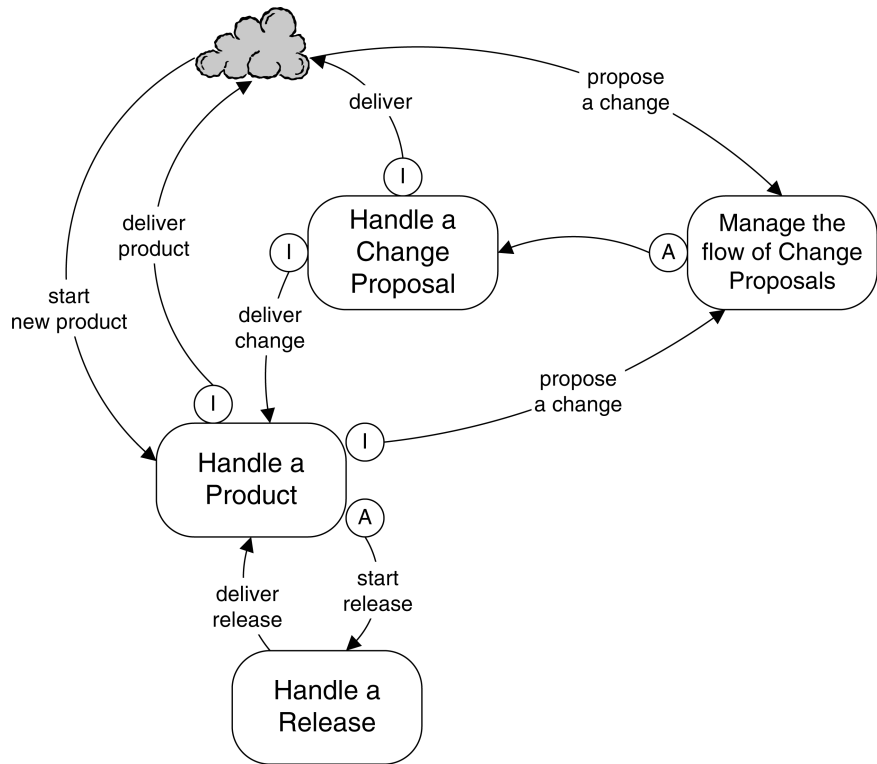 propose
a change
deliver
I
Handle a
Change
Proposal
Manage the
flow of Change
Proposals
deliver
product
I
A
start
new product
deliver
change
propose
a change
I
I
Handle a
Product
A
deliver
release
start
release
Handle a
Release